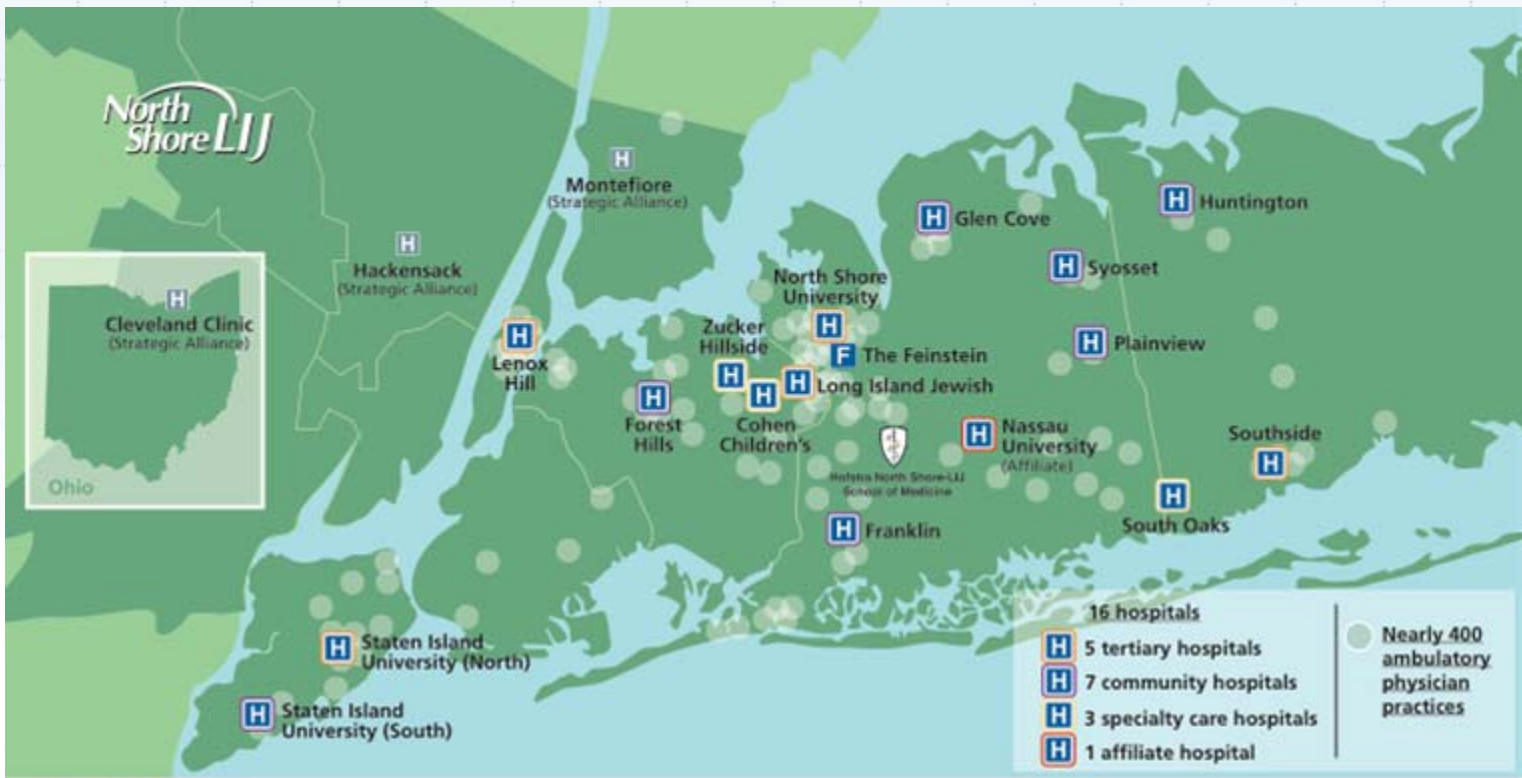 North
Shore LIJ
H
Montefiore
(Strategic Alliance)
H
Hackensack
(Strategic Alliance)
H
Cleveland Clinic
(Strategic Alliance)
Ohio
H
Glen Cove
H
Huntington
H
Syosset
North Shore
University
H
H
Lenox
Hill
Zucker
Hillside
H
F
The Feinstein
H
Plainview
H
Long Island Jewish
H
Cohen
Children's
H
Forest
Hills
H
Nassau
University
(Affiliate)
Southside
H
Hofstra North Shore-LIJ
School of Medicine
H
South Oaks
H
Franklin
H
Staten Island
University (North)
H
Staten Island
University (South)
16 hospitals
H
5 tertiary hospitals
H
7 community hospitals
H
3 specialty care hospitals
H
1 affiliate hospital
Nearly 400
ambulatory
physician
practices